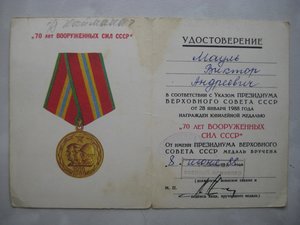 "70 ЛЕТ ВООРУЖЕННЫХ СИЛ СССР"
УДОСТОВЕРЕНИЕ
Мауль
Виктор
Андреевич
В СООТВЕТСТВИИ С УКАЗОМ ПРЕЗИДИУМА
ВЕРХОВНОГО СОВЕТА СССР
ОТ 28 ЯНВАРЯ 1988 ГОДА
НАГРАЖДЕН ЮБИЛЕЙНОЙ МЕДАЛЬЮ
"70 ЛЕТ ВООРУЖЕННЫХ
СИЛ СССР"
ОТ ИМЕНИ ПРЕЗИДИУМА ВЕРХОВНОГО
СОВЕТА СССР МЕДАЛЬ ВРУЧЕНА
М. П.